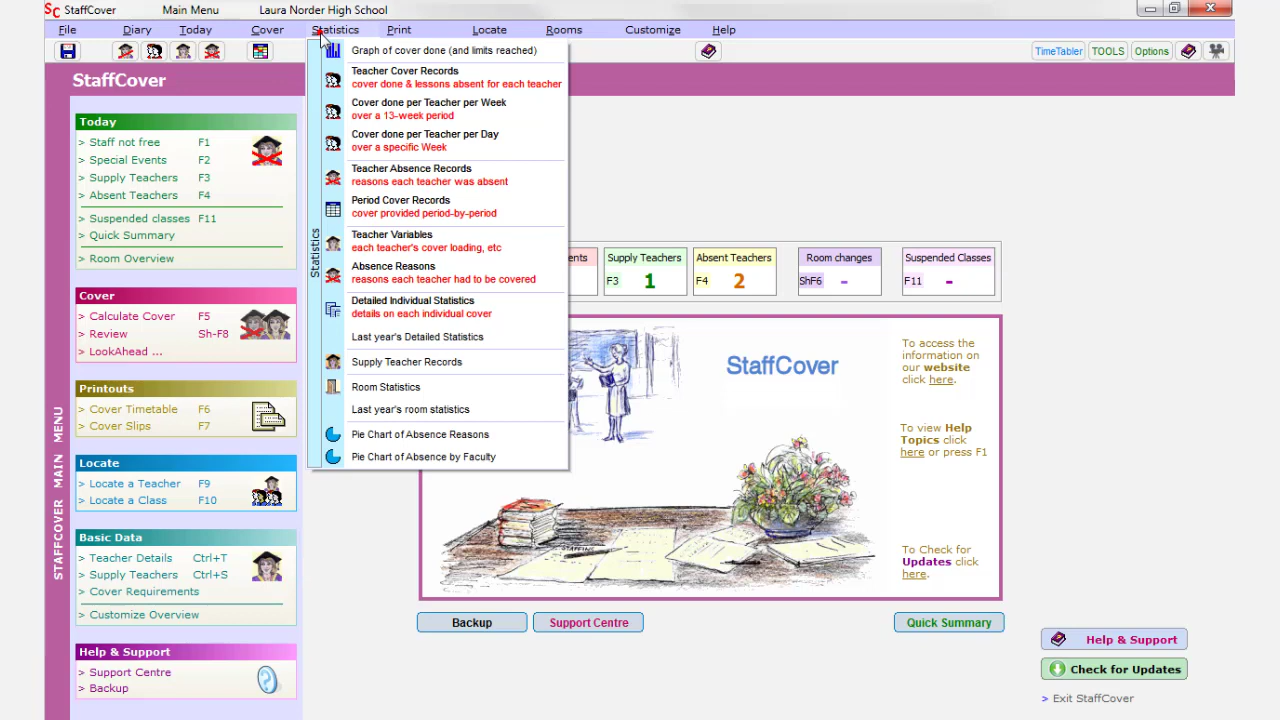 SC StaffCover Main Menu Laura Norder High School
File Diary Today Cover Statistics Print Locate Rooms Customize Help
TimeTabler TOOLS Options
StaffCover
Today
> Staff not free F1
> Special Events F2
> Supply Teachers F3
> Absent Teachers F4
> Suspended classes F11
> Quick Summary
> Room Overview
Cover
> Calculate Cover F5
> Review Sh-F8
> LookAhead ...
Printouts
> Cover Timetable F6
> Cover Slips F7
Locate
> Locate a Teacher F9
> Locate a Class F10
Basic Data
> Teacher Details Ctrl+T
> Supply Teachers Ctrl+S
> Cover Requirements
> Customize Overview
Help & Support
> Support Centre
> Backup
STAFFCOVER MAIN MENU
Statistics
Graph of cover done (and limits reached)
Teacher Cover Records
cover done & lessons absent for each teacher
Cover done per Teacher per Week
over a 13-week period
Cover done per Teacher per Day
over a specific Week
Teacher Absence Records
reasons each teacher was absent
Period Cover Records
cover provided period-by-period
Teacher Variables
each teacher's cover loading, etc
Absence Reasons
reasons each teacher had to be covered
Detailed Individual Statistics
details on each individual cover
Last year's Detailed Statistics
Supply Teacher Records
Room Statistics
Last year's room statistics
Pie Chart of Absence Reasons
Pie Chart of Absence by Faculty
ents
Supply Teachers
F3 1
Absent Teachers
F4 2
Room changes
ShF6 -
Suspended Classes
F11 -
StaffCover
To access the
information on
our website
click here.
To view Help
Topics click
here or press F1
To Check for
Updates click
here.
Backup Support Centre Quick Summary
Help & Support
Check for Updates
> Exit StaffCover